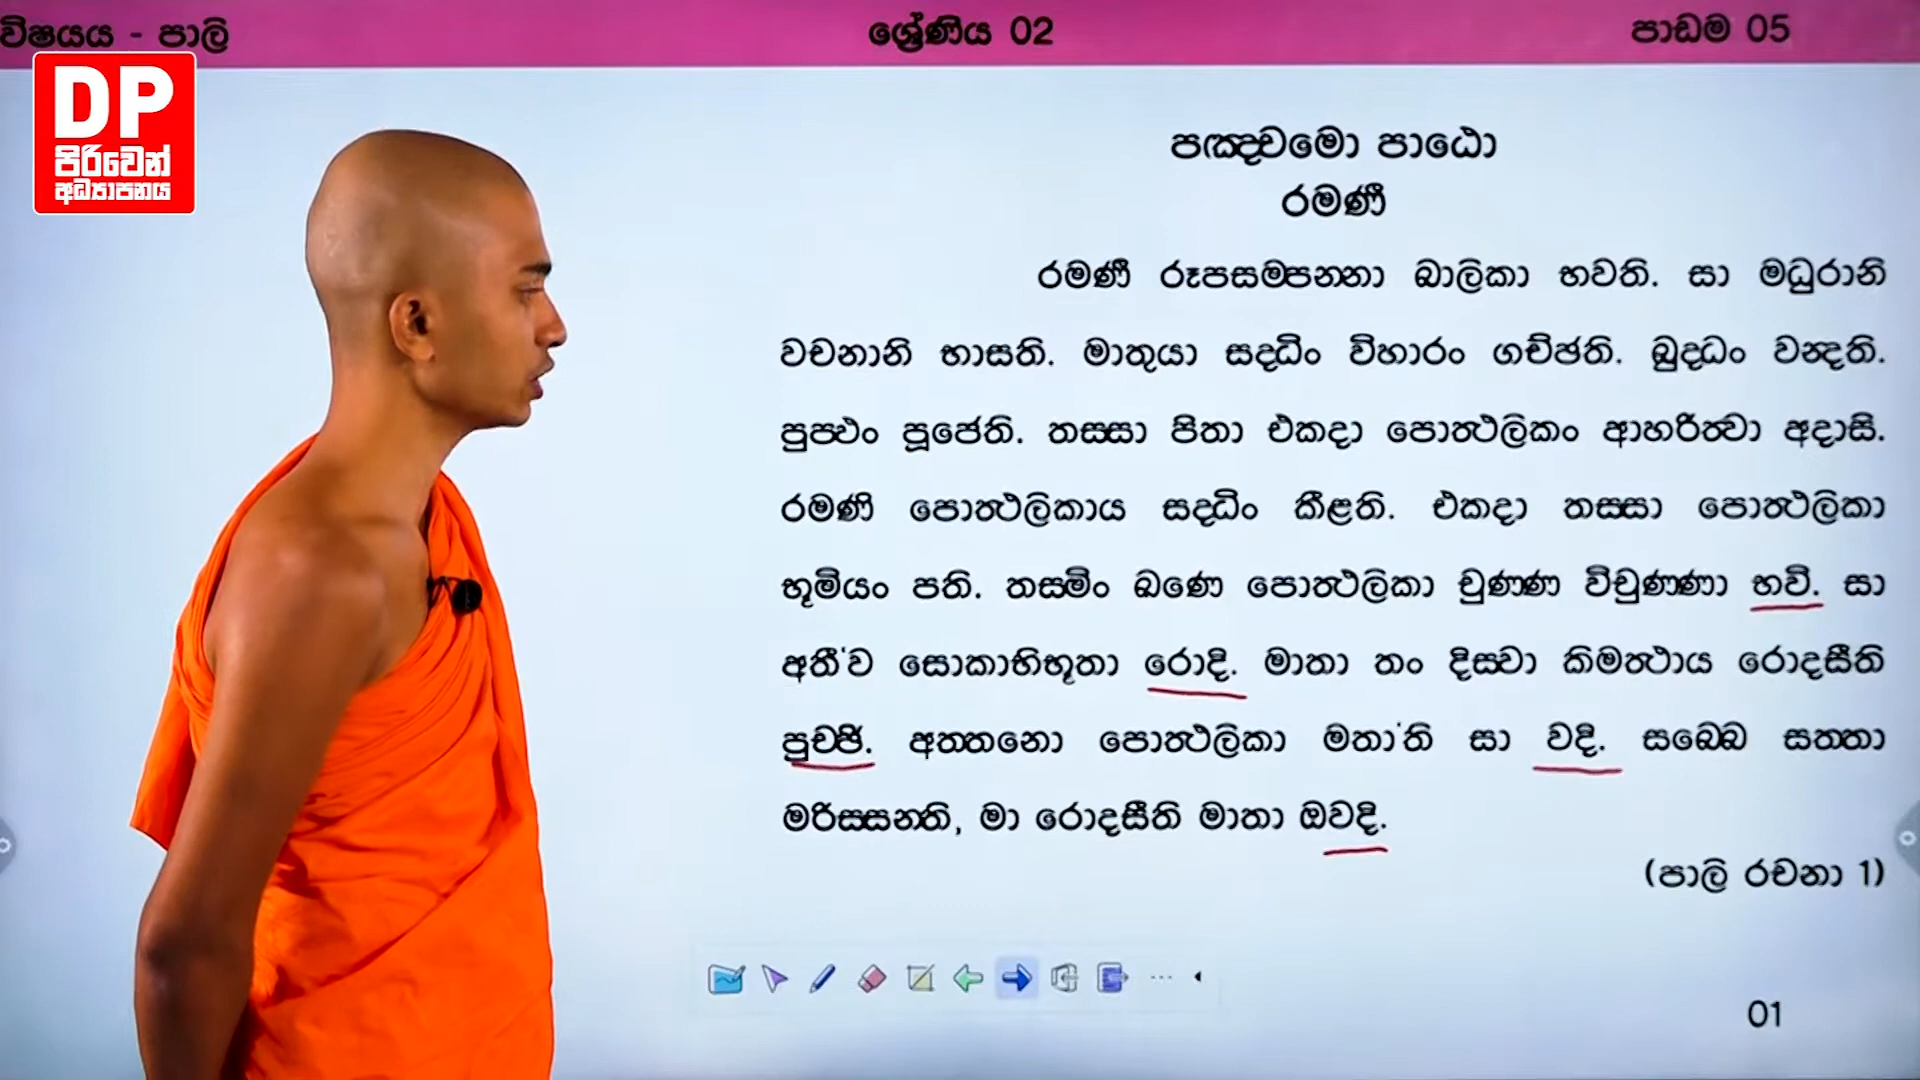 විෂයය - පාලි
ශ්‍රේණිය 02
පාඩම 05
DP
පිරිවෙන්
අධ්‍යාපනය
පඤ්චමො පාඨො
රමණී
රමණී රූපසම්පන්නා බාලිකා භවති. සා මධුරානි
වචනානි භාසති. මාතුයා සද්ධිං විහාරං ගච්ඡති. බුද්ධං වන්දති.
පුප්ඵං පූජෙති. තස්සා පිතා එකදා පොත්ථලිකං ආහරිත්වා අදාසි.
රමණි පොත්ථලිකාය සද්ධිං කීළති. එකදා තස්සා පොත්ථලිකා
භූමියං පති. තස්මිං ඛණෙ පොත්ථලිකා චුණ්ණ විචුණ්ණා භවි. සා
අතී'ව සොකාභිභූතා රොදි. මාතා තං දිස්වා කිමත්ථාය රොදසීති
පුච්ඡි. අත්තනො පොත්ථලිකා මතා'ති සා වදි. සබ්බෙ සත්තා
මරිස්සන්ති, මා රොදසීති මාතා ඔවදි.
(පාලි රචනා 1)
01